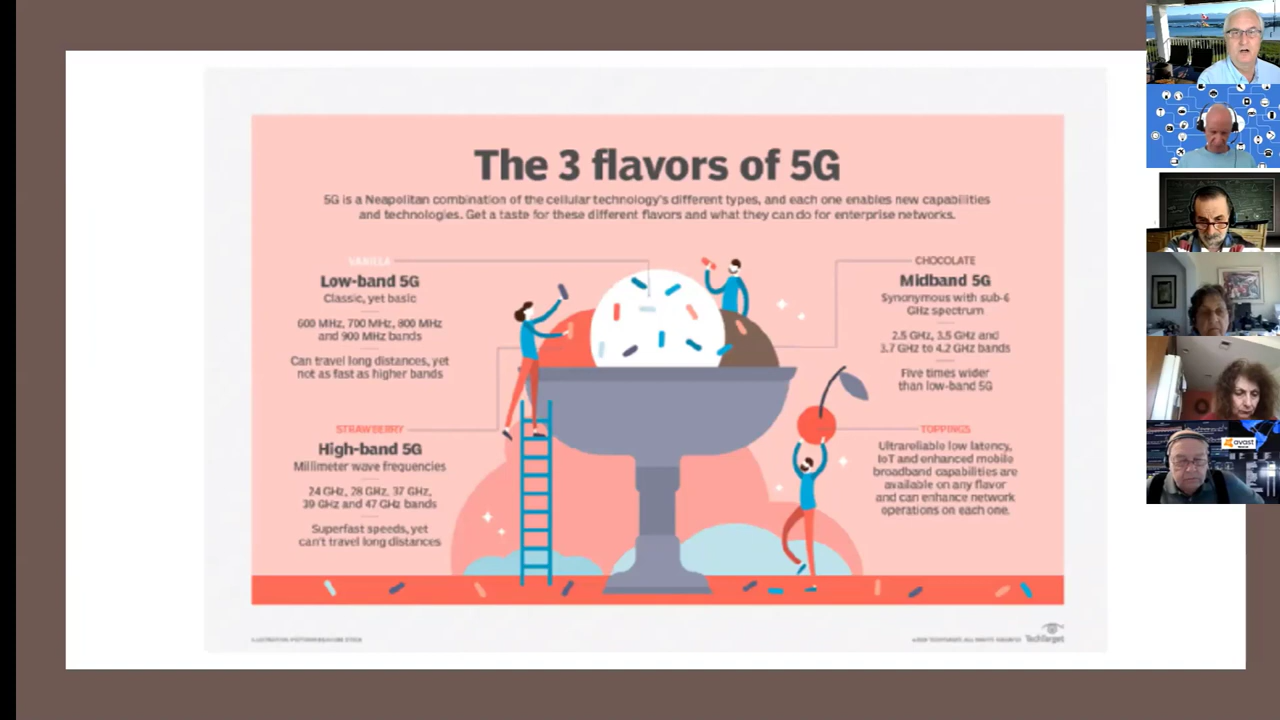 The 3 flavors of 5G
5G is a Neapolitan combination of the cellular technology's different types, and each one enables new capabilities
and technologies. Get a taste for these different flavors and what they can do for enterprise networks.
VANILLA
Low-band 5G
Classic, yet basic
600 MHz, 700 MHz, 800 MHz
and 900 MHz bands
Can travel long distances, yet
not as fast as higher bands
STRAWBERRY
High-band 5G
Millimeter wave frequencies
24 GHz, 28 GHz, 37 GHz,
39 GHz and 47 GHz bands
Superfast speeds, yet
can't travel long distances
CHOCOLATE
Midband 5G
Synonymous with sub-6
GHz spectrum
2.5 GHz, 3.5 GHz and
3.7 GHz to 4.2 GHz bands
Five times wider
than low-band 5G
TOPPINGS
Ultrareliable low latency,
IoT and enhanced mobile
broadband capabilities are
available on any flavor
and can enhance network
operations on each one.
TechTarget
avast